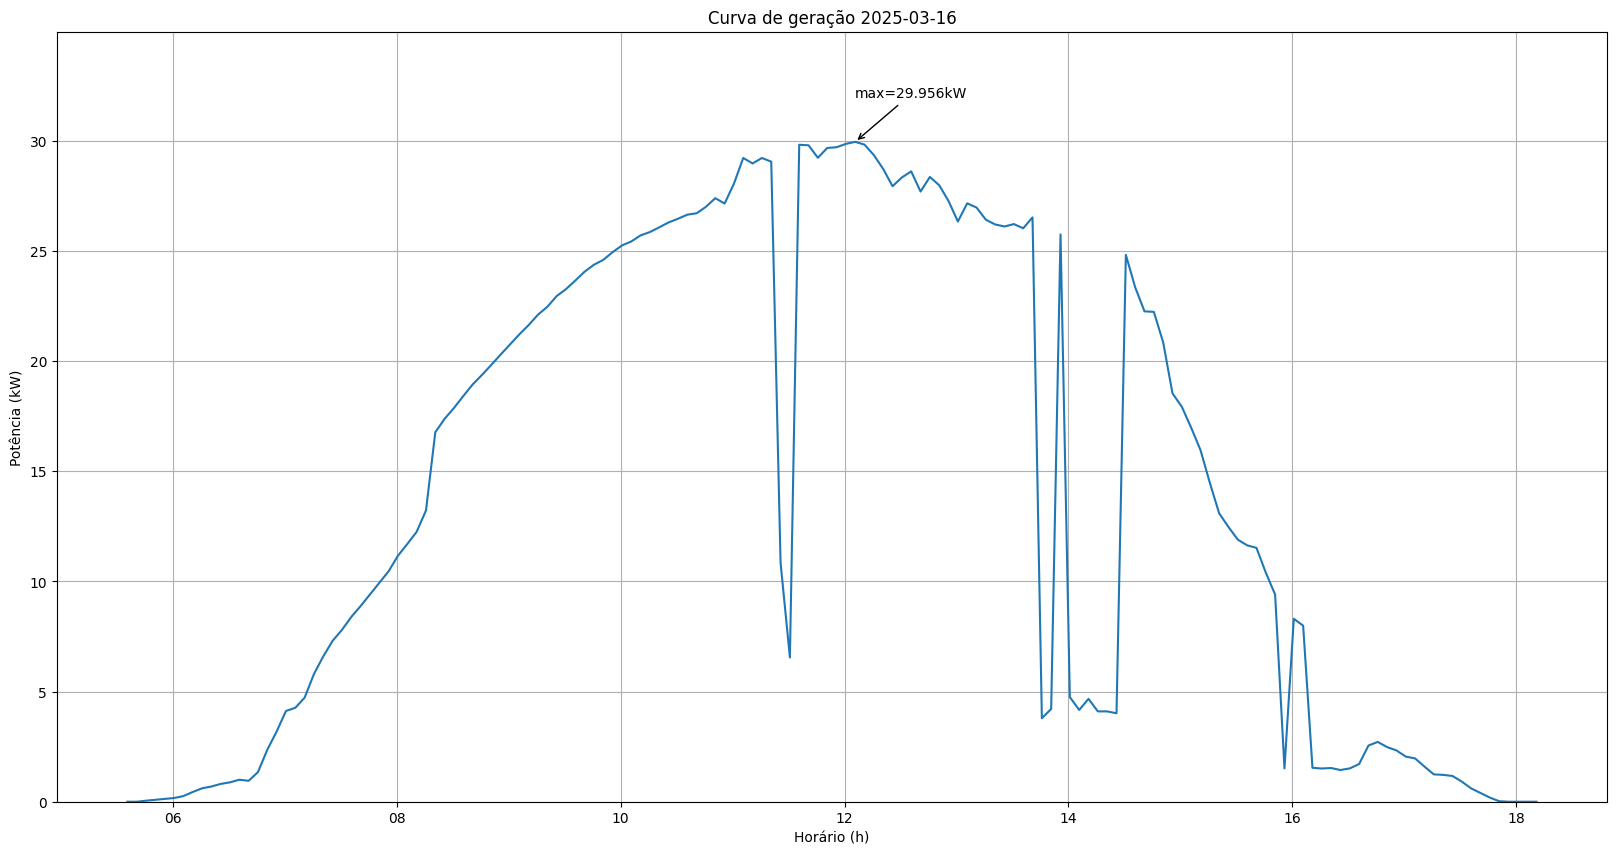 Curva de geração 2025-03-16
max=29.956kW
30
25
20
15
10
5
0
Potência (kW)
06 08 10 12 14 16 18
Horário (h)